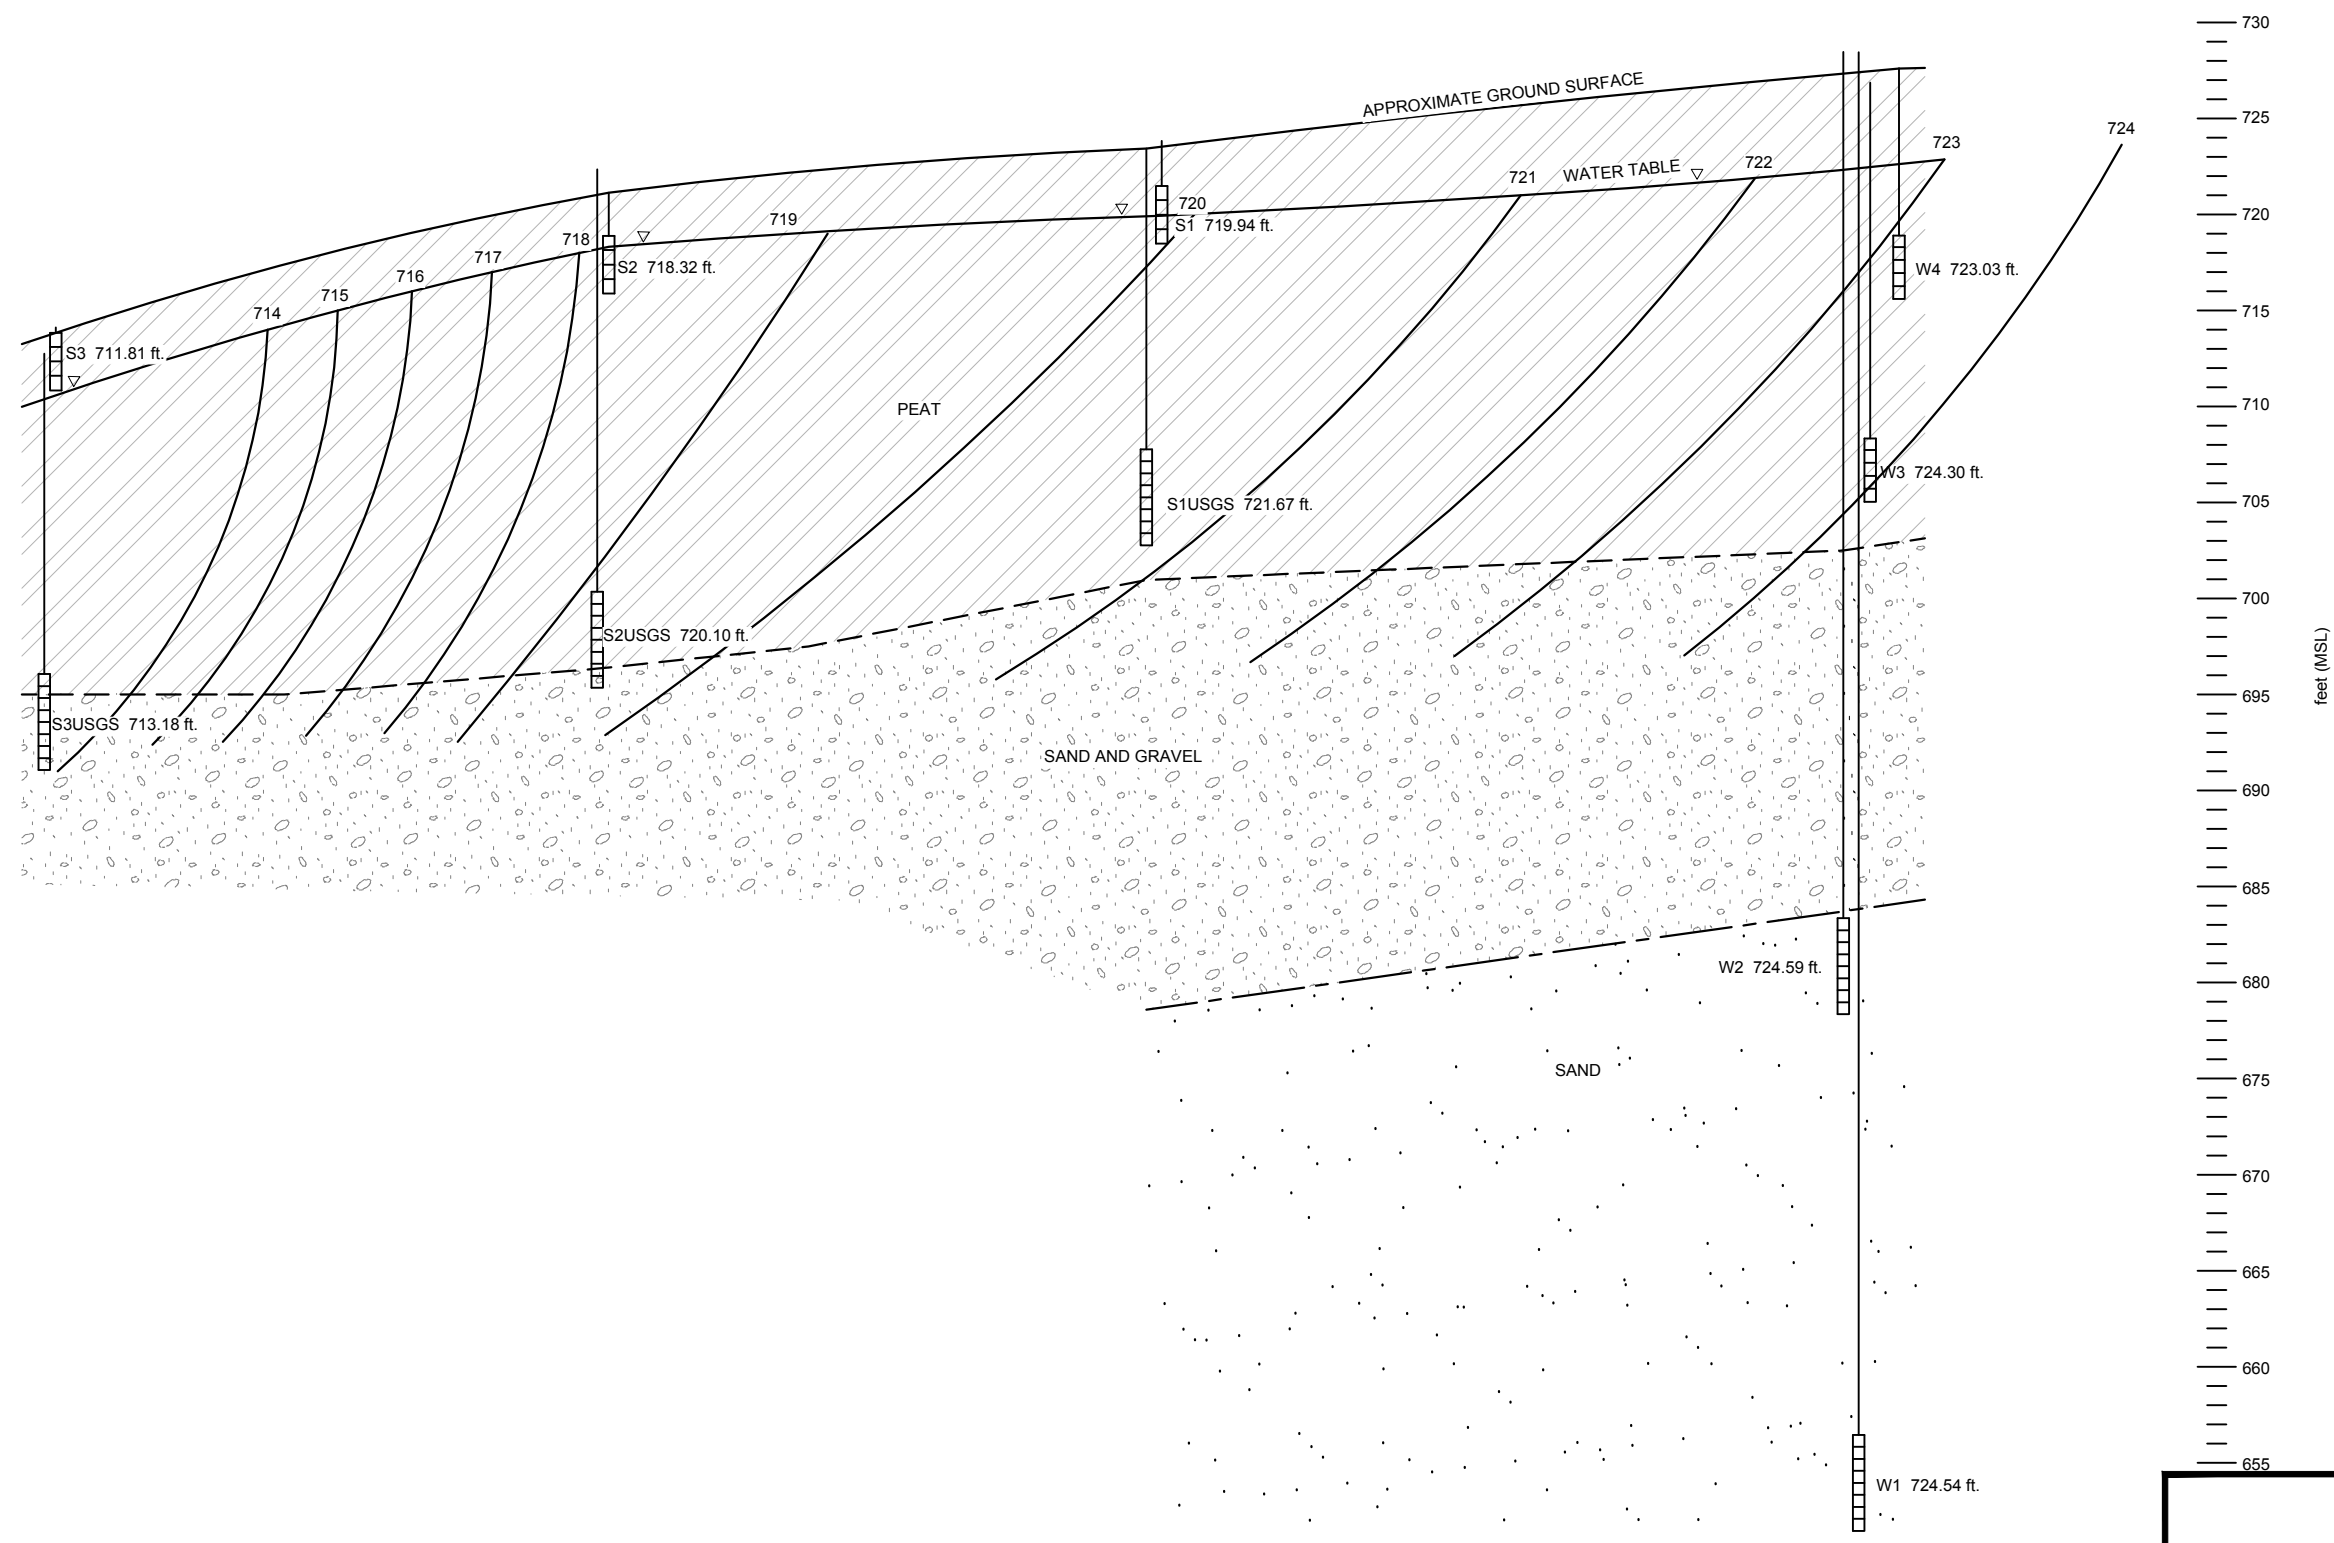 730
APPROXIMATE GROUND SURFACE
725
724
723
722
WATER TABLE
721
720
720
S1 719.94 ft.
719
718
S2 718.32 ft.
717
716
715
714
W4 723.03 ft.
715
S3 711.81 ft.
PEAT
710
W3 724.30 ft.
S1USGS 721.67 ft.
705
700
S2USGS 720.10 ft.
feet (MSL)
695
S3USGS 713.18 ft.
SAND AND GRAVEL
690
685
W2 724.59 ft.
680
SAND
675
670
665
660
655
W1 724.54 ft.